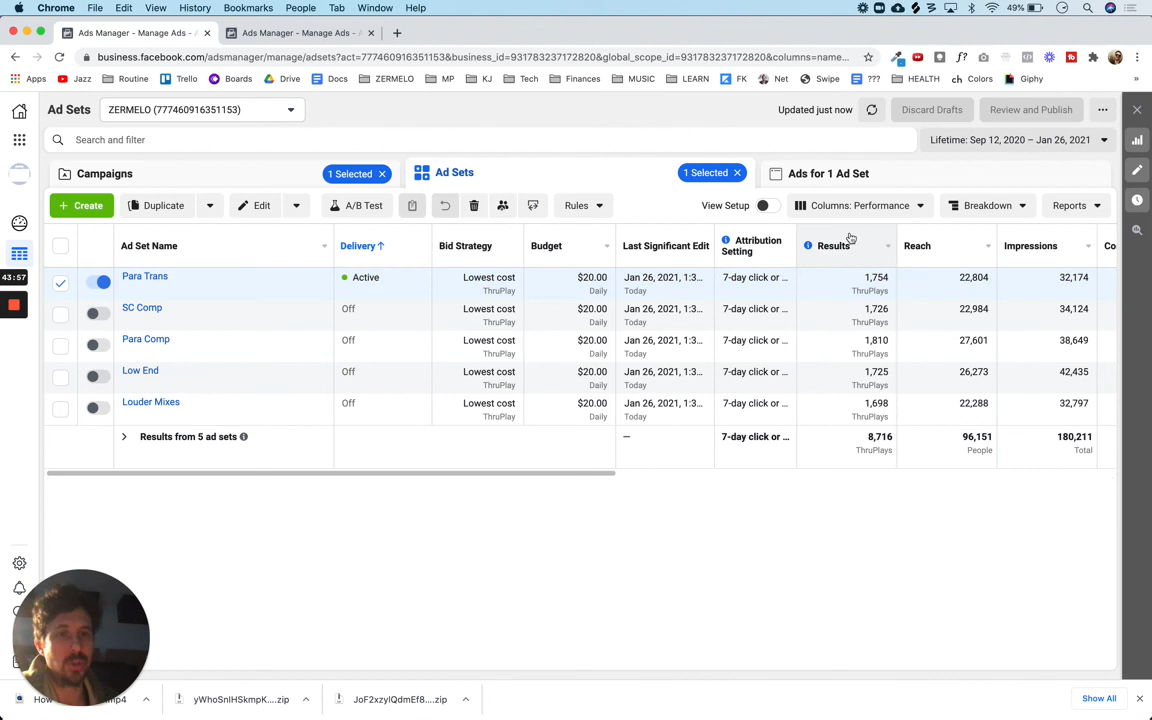 Chrome File Edit View History Bookmarks People Tab Window Help 49%
Ads Manager - Manage Ads -
Ads Manager - Manage Ads -
business.facebook.com/adsmanager/manage/adsets?act=777460916351153&business_id=931783237172820&global_scope_id=931783237172820&columns=name...
Apps Jazz Routine Trello Boards Drive Docs ZERMELO MP KJ Tech Finances MUSIC LEARN FK Net Swipe ??? HEALTH ch Colors Giphy
Ad Sets ZERMELO (777460916351153) Updated just now Discard Drafts Review and Publish
Search and filter Lifetime: Sep 12, 2020 – Jan 26, 2021
Campaigns 1 Selected Ad Sets 1 Selected Ads for 1 Ad Set
+ Create Duplicate Edit A/B Test Rules View Setup Columns: Performance Breakdown Reports
Ad Set Name Delivery Bid Strategy Budget Last Significant Edit Attribution Setting Results Reach Impressions Co
Para Trans Active Lowest cost $20.00 Jan 26, 2021, 1:3... 7-day click or ... 1,754 22,804 32,174
ThruPlay Daily Today ThruPlays
SC Comp Off Lowest cost $20.00 Jan 26, 2021, 1:3... 7-day click or ... 1,726 22,984 34,124
ThruPlay Daily Today ThruPlays
Para Comp Off Lowest cost $20.00 Jan 26, 2021, 1:3... 7-day click or ... 1,810 27,601 38,649
ThruPlay Daily Today ThruPlays
Low End Off Lowest cost $20.00 Jan 26, 2021, 1:3... 7-day click or ... 1,725 26,273 42,435
ThruPlay Daily Today ThruPlays
Louder Mixes Off Lowest cost $20.00 Jan 26, 2021, 1:3... 7-day click or ... 1,698 22,288 32,797
ThruPlay Daily Today ThruPlays
Results from 5 ad sets — 7-day click or ... 8,716 96,151 180,211
ThruPlays People Total
43:57
How mp4 yWhoSnIHSkmpK....zip JoF2xzyIQdmEf8....zip Show All